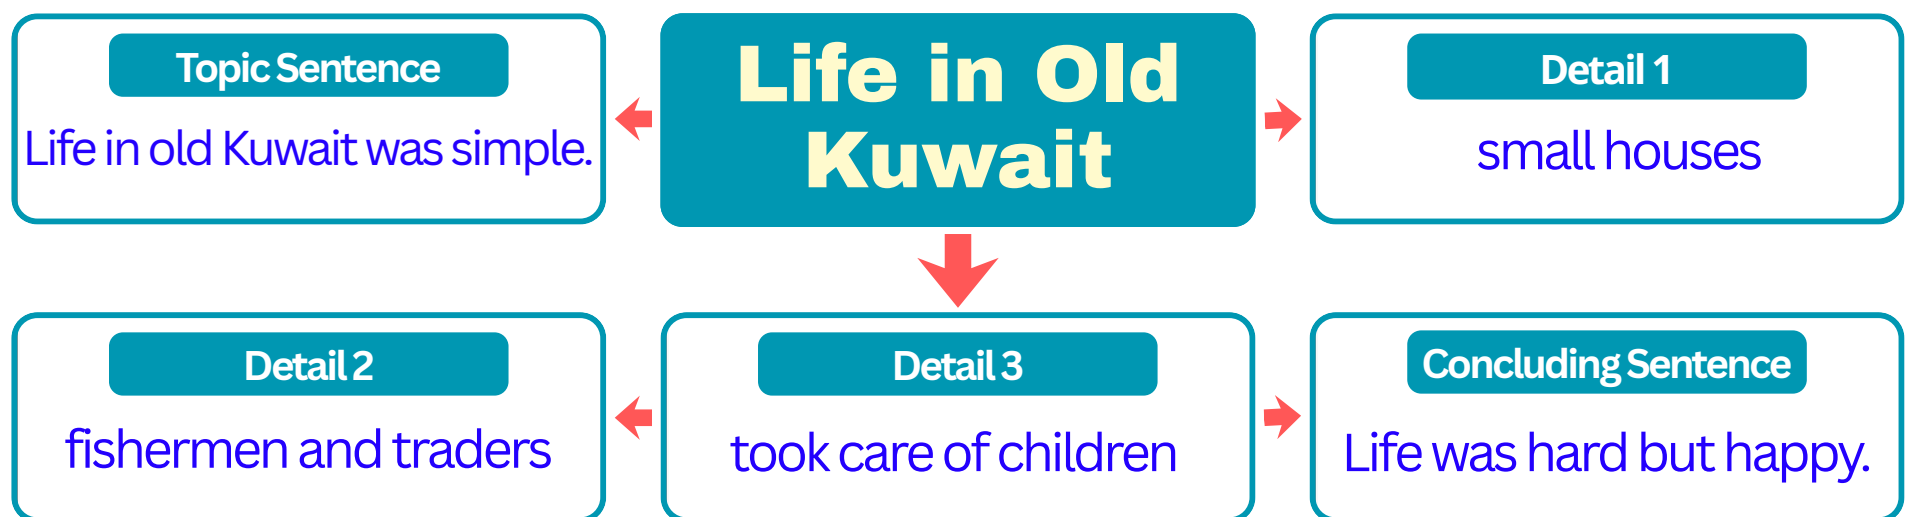 Topic Sentence
Life in old Kuwait was simple.
Life in Old
Kuwait
Detail 1
small houses
Detail 2
fishermen and traders
Detail 3
took care of children
Concluding Sentence
Life was hard but happy.